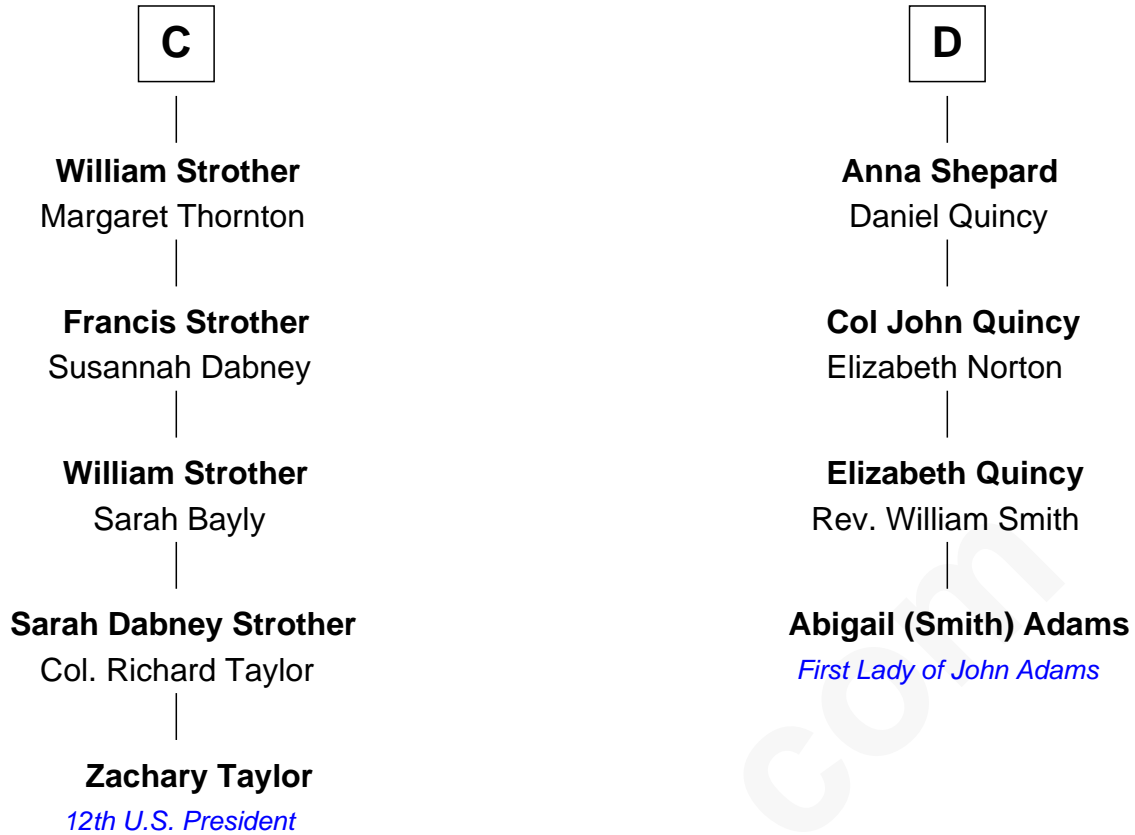 C
William Strother
Margaret Thornton
Francis Strother
Susannah Dabney
William Strother
Sarah Bayly
Sarah Dabney Strother
Col. Richard Taylor
Zachary Taylor
12th U.S. President
D
Anna Shepard
Daniel Quincy
Col John Quincy
Elizabeth Norton
Elizabeth Quincy
Rev. William Smith
Abigail (Smith) Adams
First Lady of John Adams
com